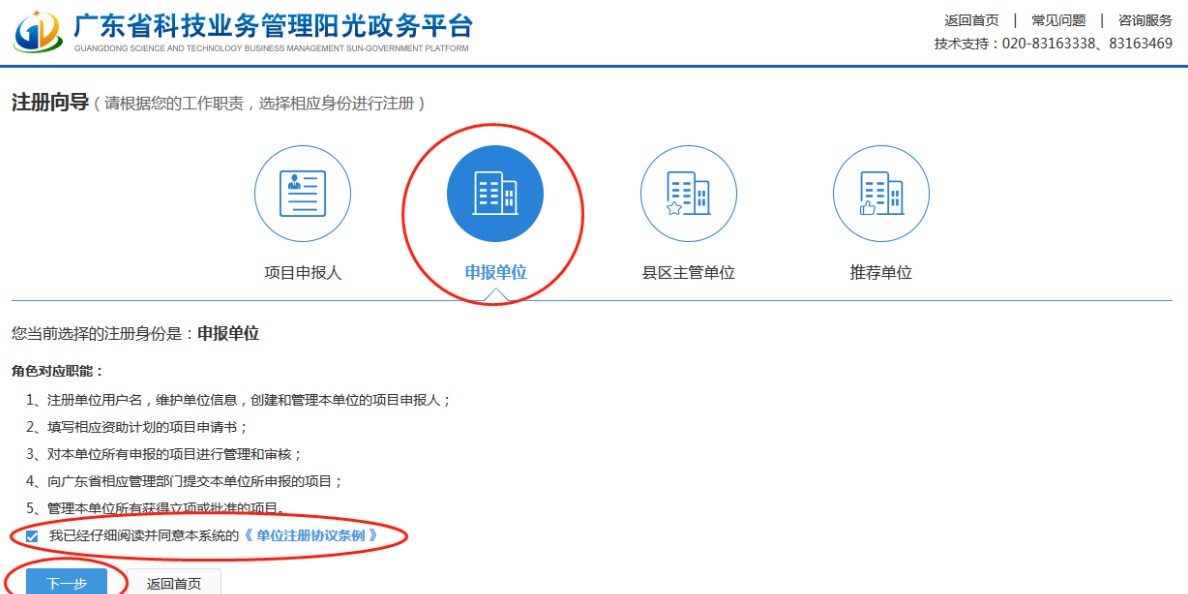 广东省科技业务管理阳光政务平台
GUANGDONG SCIENCE AND TECHNOLOGY BUSINESS MANAGEMENT SUN-GOVERNMENT PLATFORM
返回首页 | 常见问题 | 咨询服务
技术支持：020-83163338、83163469
注册向导（请根据您的工作职责，选择相应身份进行注册）
项目申报人 申报单位 县区主管单位 推荐单位
您当前选择的注册身份是：申报单位
角色对应职能：
1、注册单位用户名，维护单位信息，创建和管理本单位的项目申报人；
2、填写相应资助计划的项目申请书；
3、对本单位所有申报的项目进行管理和审核；
4、向广东省相应管理部门提交本单位所申报的项目；
5、管理本单位所有获得立项或批准的项目。
我已经仔细阅读并同意本系统的《 单位注册协议条例 》
下一步 返回首页